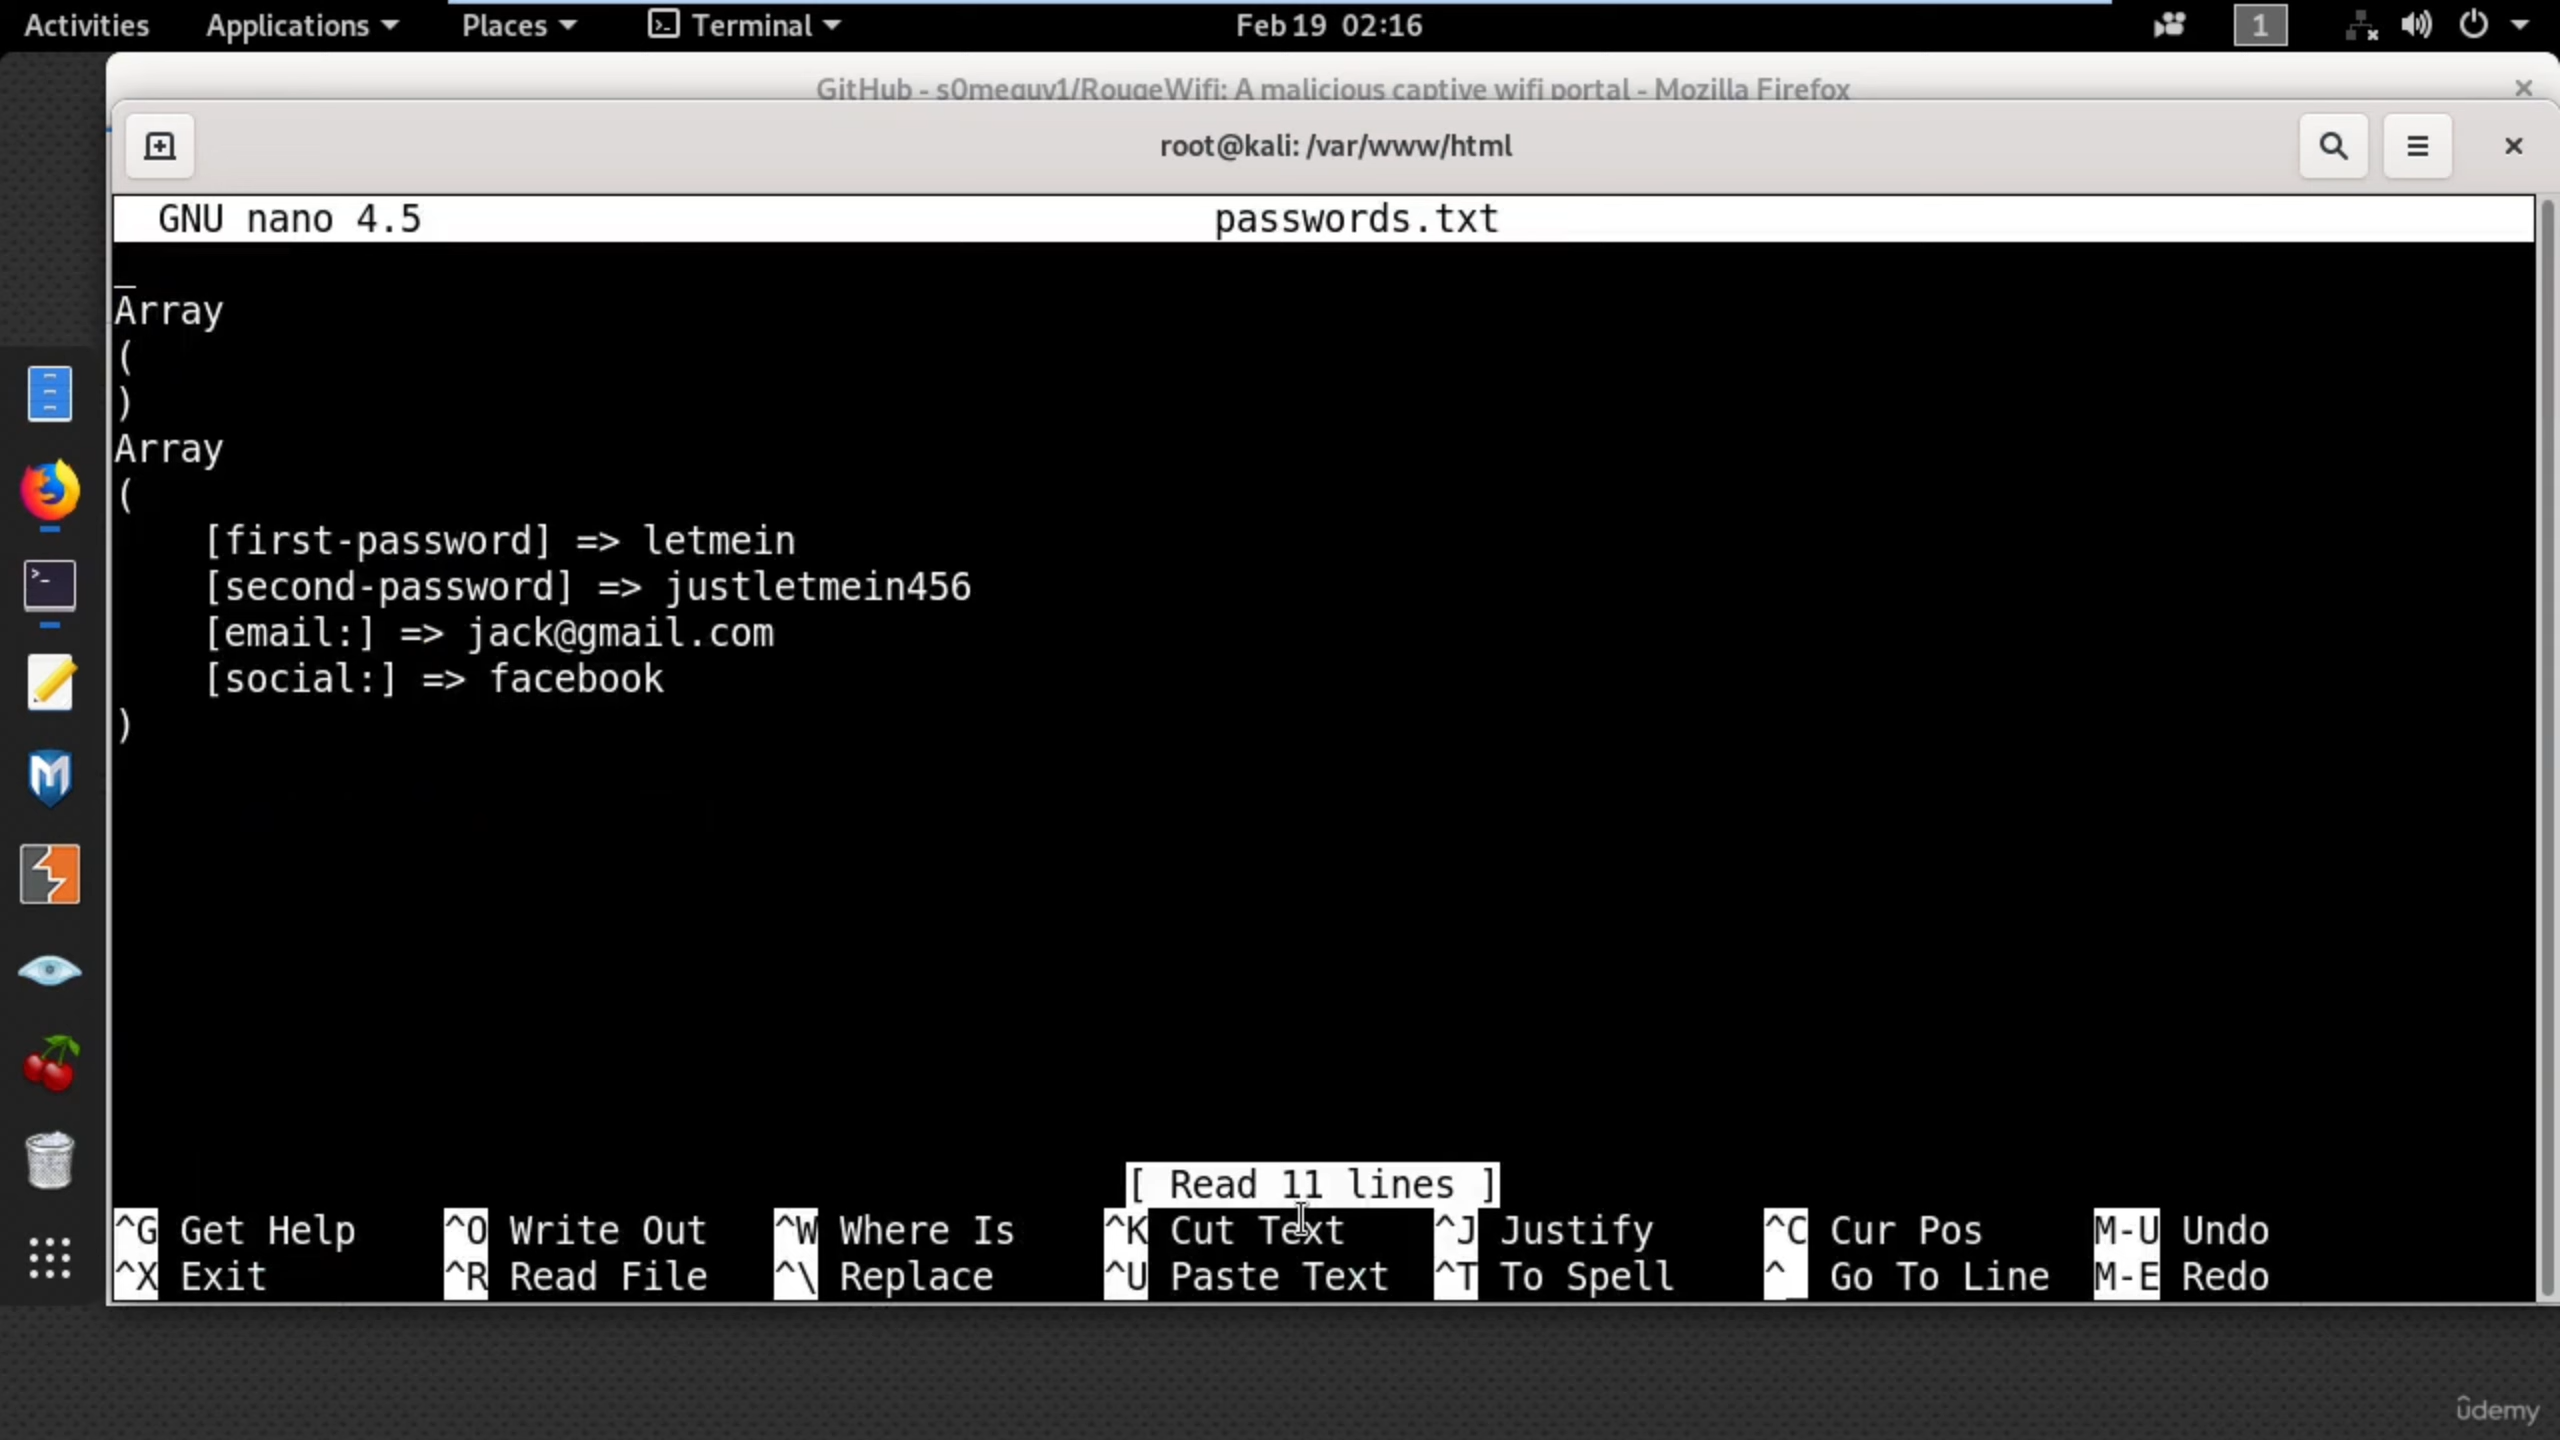 Activities Applications Places Terminal Feb 19 02:16 1
GitHub - s0meguy1/RougeWifi: A malicious captive wifi portal - Mozilla Firefox
root@kali: /var/www/html
GNU nano 4.5 passwords.txt
Array
(
)
Array
(
[first-password] => letmein
[second-password] => justletmein456
[email:] => jack@gmail.com
[social:] => facebook
)
[ Read 11 lines ]
^G Get Help ^O Write Out ^W Where Is ^K Cut Text ^J Justify ^C Cur Pos M-U Undo
^X Exit ^R Read File ^\ Replace ^U Paste Text ^T To Spell ^_ Go To Line M-E Redo
ûdemy